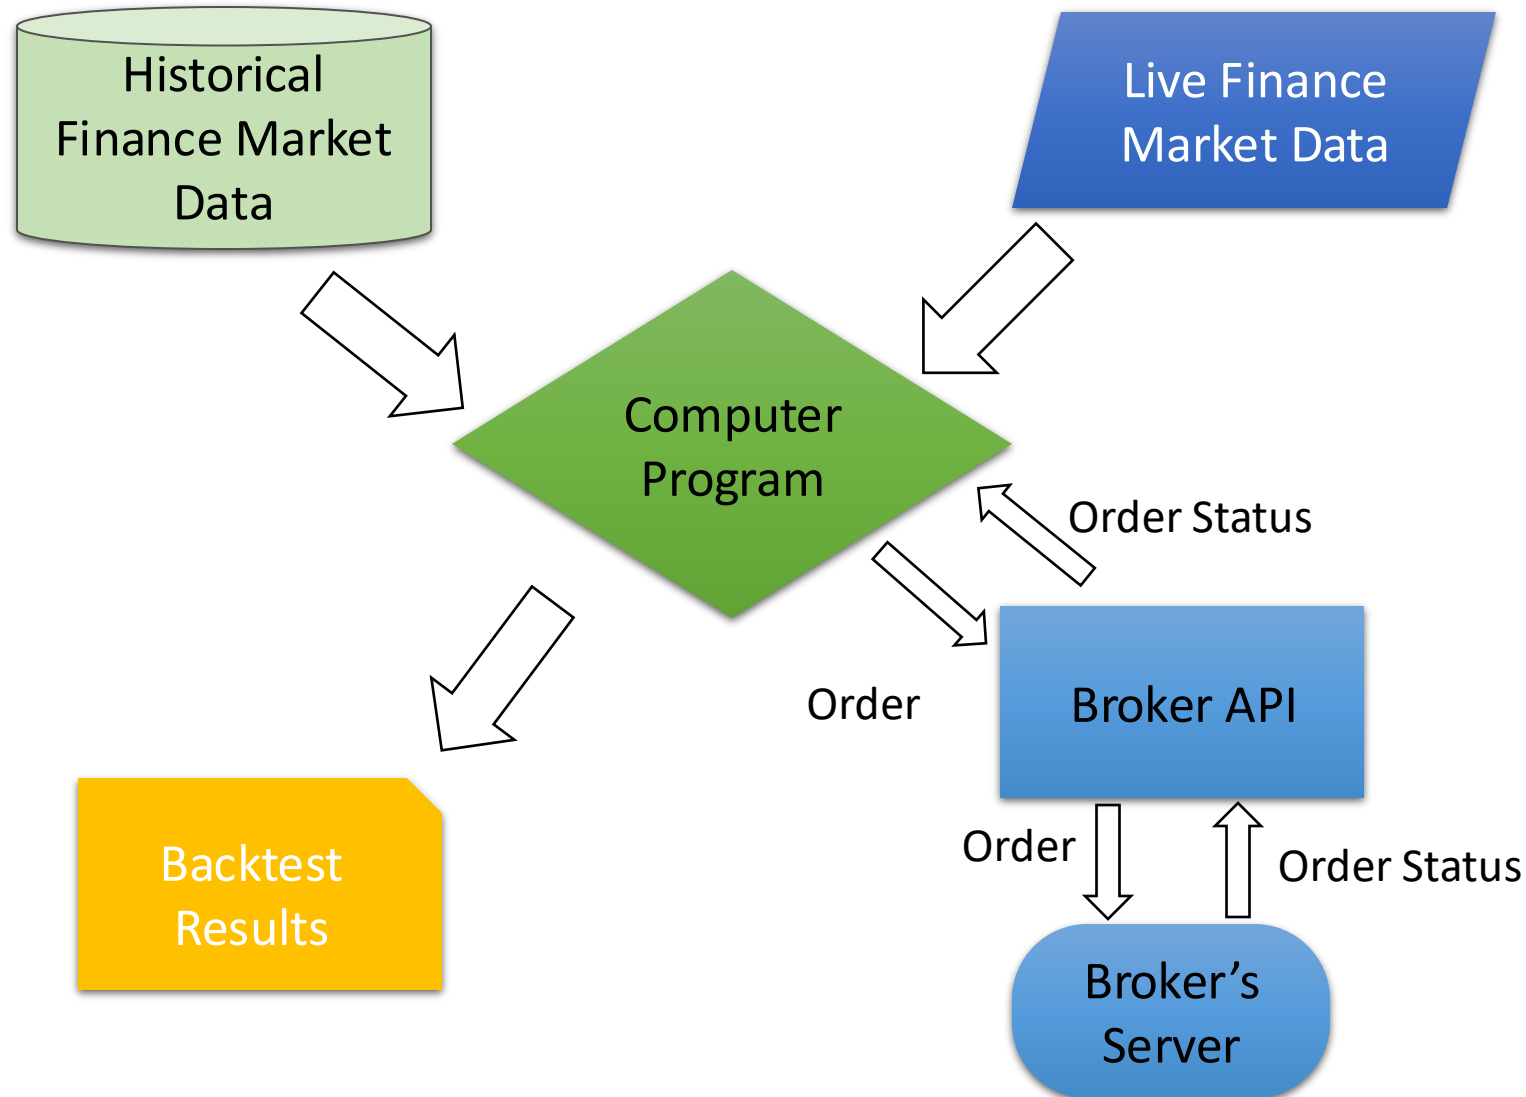 Historical
Finance Market
Data
Live Finance
Market Data
Computer
Program
Order Status
Order
Broker API
Order
Order Status
Backtest
Results
Broker’s
Server